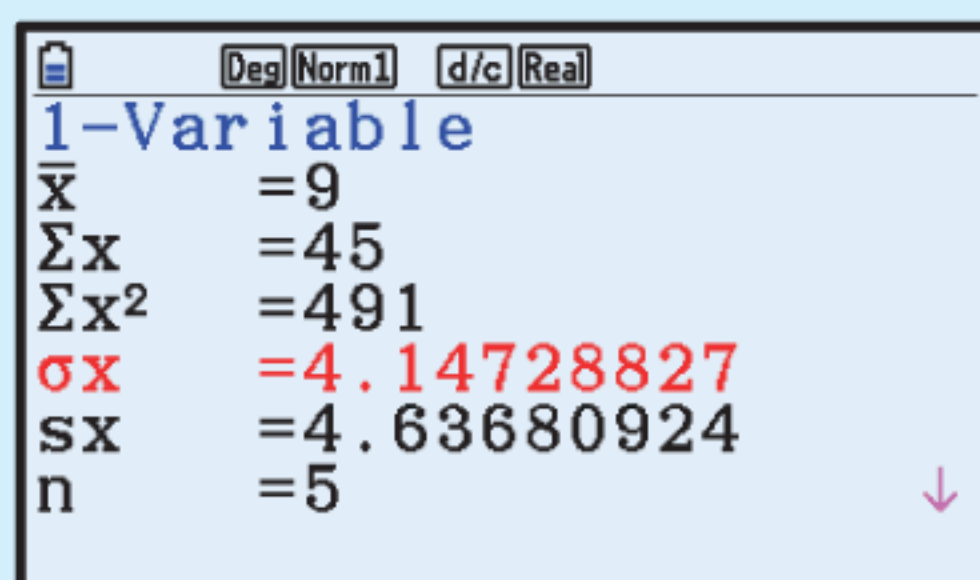 Deg Norm1 d/c Real
1-Variable
x̅ =9
Σx =45
Σx² =491
σx =4.14728827
sx =4.63680924
n =5 ↓